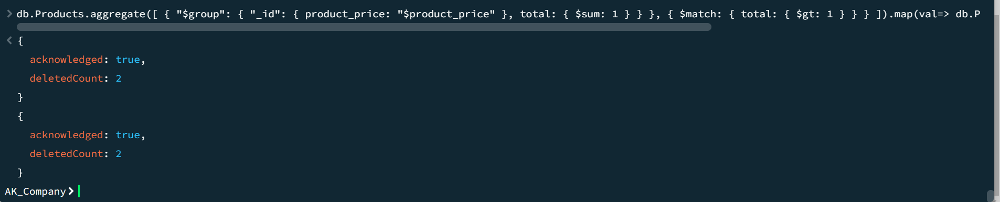 > db.Products.aggregate([ { "$group": { "_id": { product_price: "$product_price" }, total: { $sum: 1 } } }, { $match: { total: { $gt: 1 } } } ]).map(val=> db.P
< {
acknowledged: true,
deletedCount: 2
}
{
acknowledged: true,
deletedCount: 2
}
AK_Company>